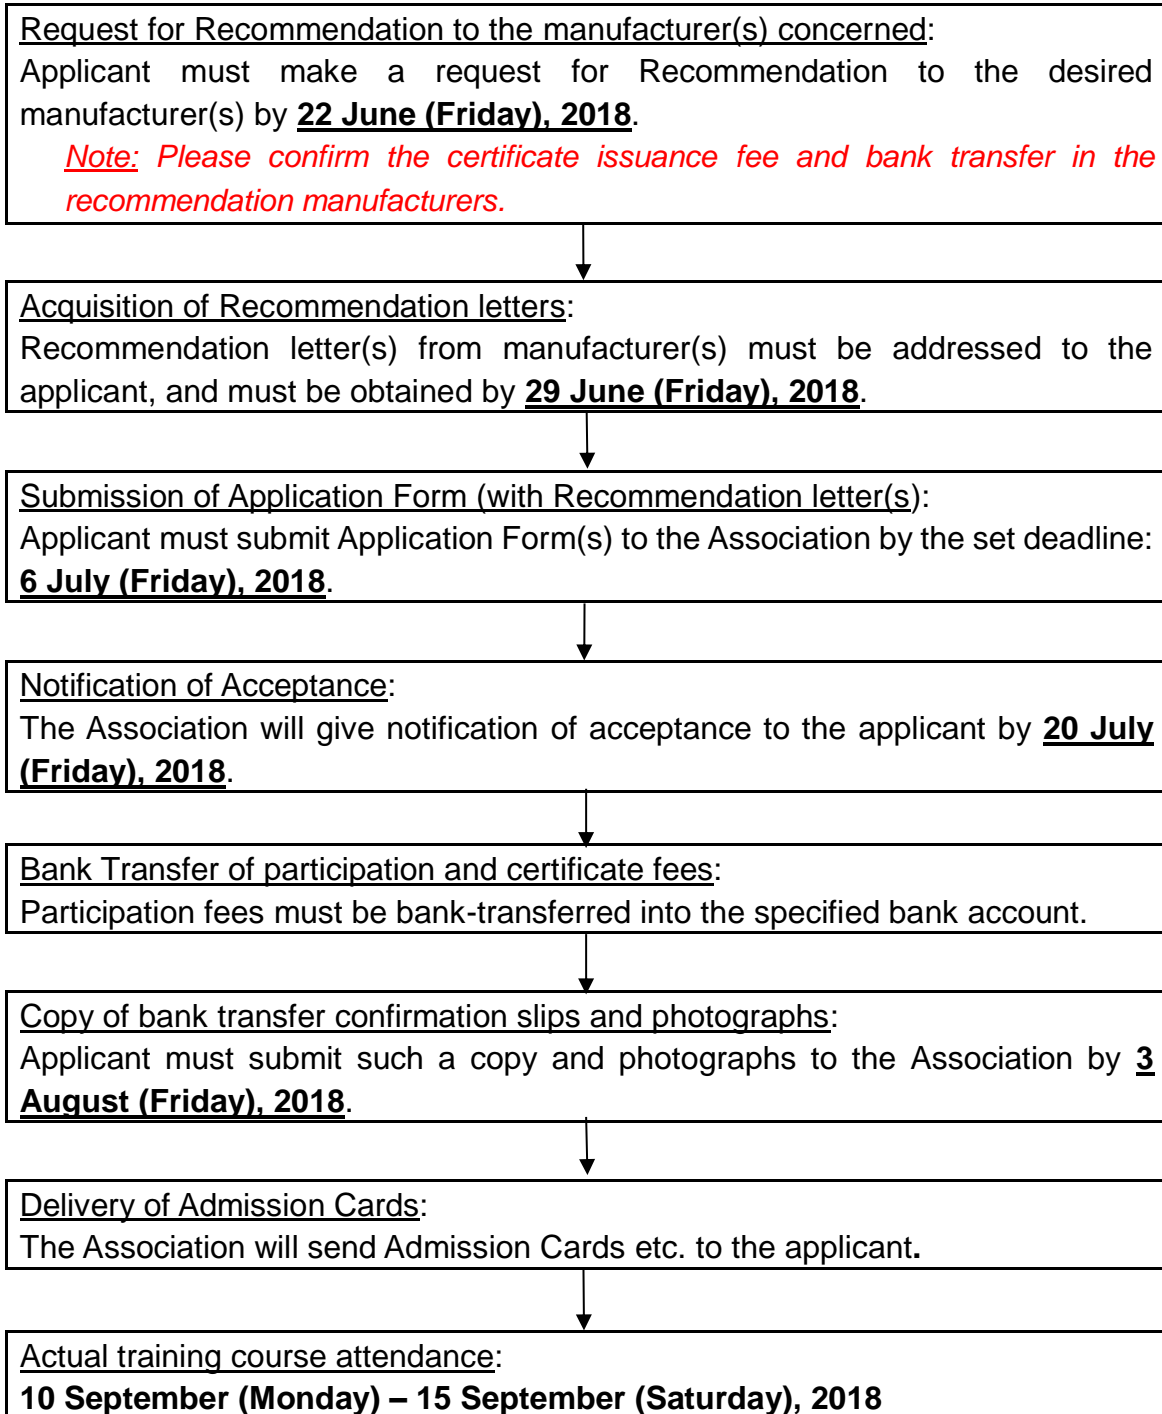 Request for Recommendation to the manufacturer(s) concerned:
Applicant must make a request for Recommendation to the desired
manufacturer(s) by 22 June (Friday), 2018.
Note: Please confirm the certificate issuance fee and bank transfer in the
recommendation manufacturers.
Acquisition of Recommendation letters:
Recommendation letter(s) from manufacturer(s) must be addressed to the
applicant, and must be obtained by 29 June (Friday), 2018.
Submission of Application Form (with Recommendation letter(s):
Applicant must submit Application Form(s) to the Association by the set deadline:
6 July (Friday), 2018.
Notification of Acceptance:
The Association will give notification of acceptance to the applicant by 20 July
(Friday), 2018.
Bank Transfer of participation and certificate fees:
Participation fees must be bank-transferred into the specified bank account.
Copy of bank transfer confirmation slips and photographs:
Applicant must submit such a copy and photographs to the Association by 3
August (Friday), 2018.
Delivery of Admission Cards:
The Association will send Admission Cards etc. to the applicant.
Actual training course attendance:
10 September (Monday) – 15 September (Saturday), 2018